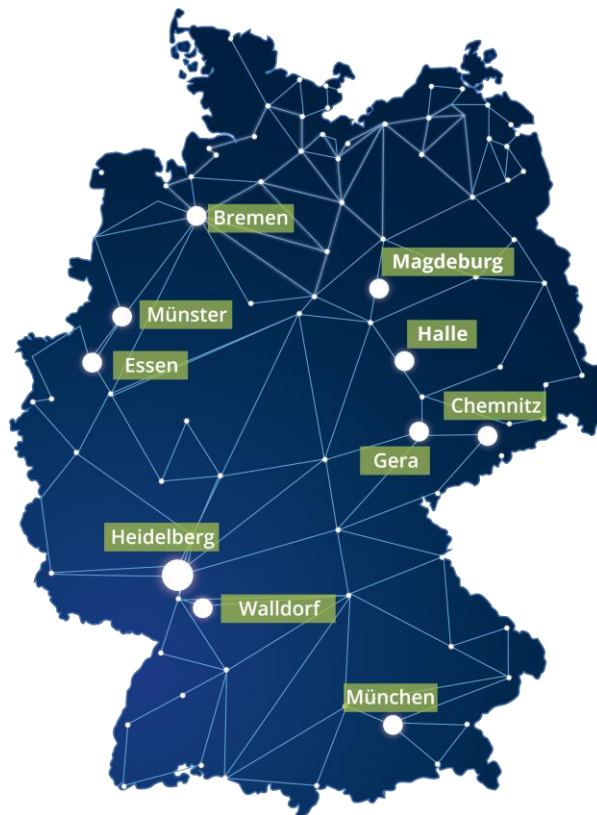 Bremen
Magdeburg
Münster
Halle
Essen
Chemnitz
Gera
Heidelberg
Walldorf
München